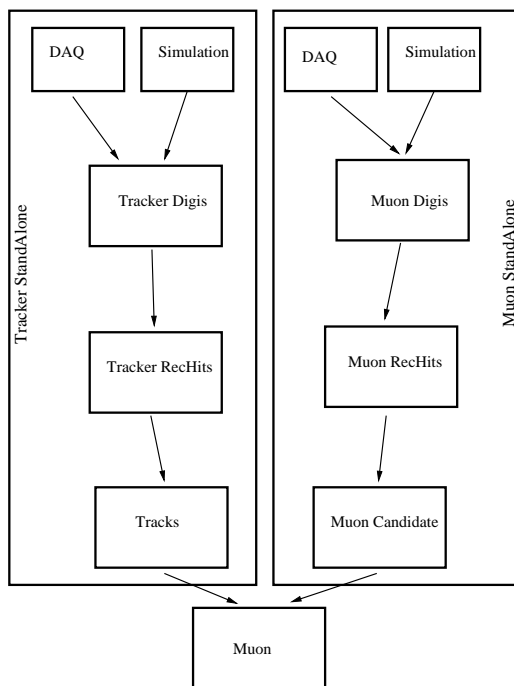 DAQ
Simulation
Tracker Digis
Tracker RecHits
Tracks
Tracker StandAlone
DAQ
Simulation
Muon Digis
Muon RecHits
Muon Candidate
Muon StandAlone
Muon